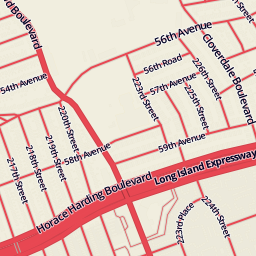 Boulevard
56th Avenue
Cloverdale Boulevard
56th Road
226th Street
54th Avenue
57th Avenue
223rd Street
225th Street
220th Street
219th Street
218th Street
217th Street
58th Avenue
59th Avenue
Long Island Expressway
Horace Harding Boulevard
223rd Place
224th Street